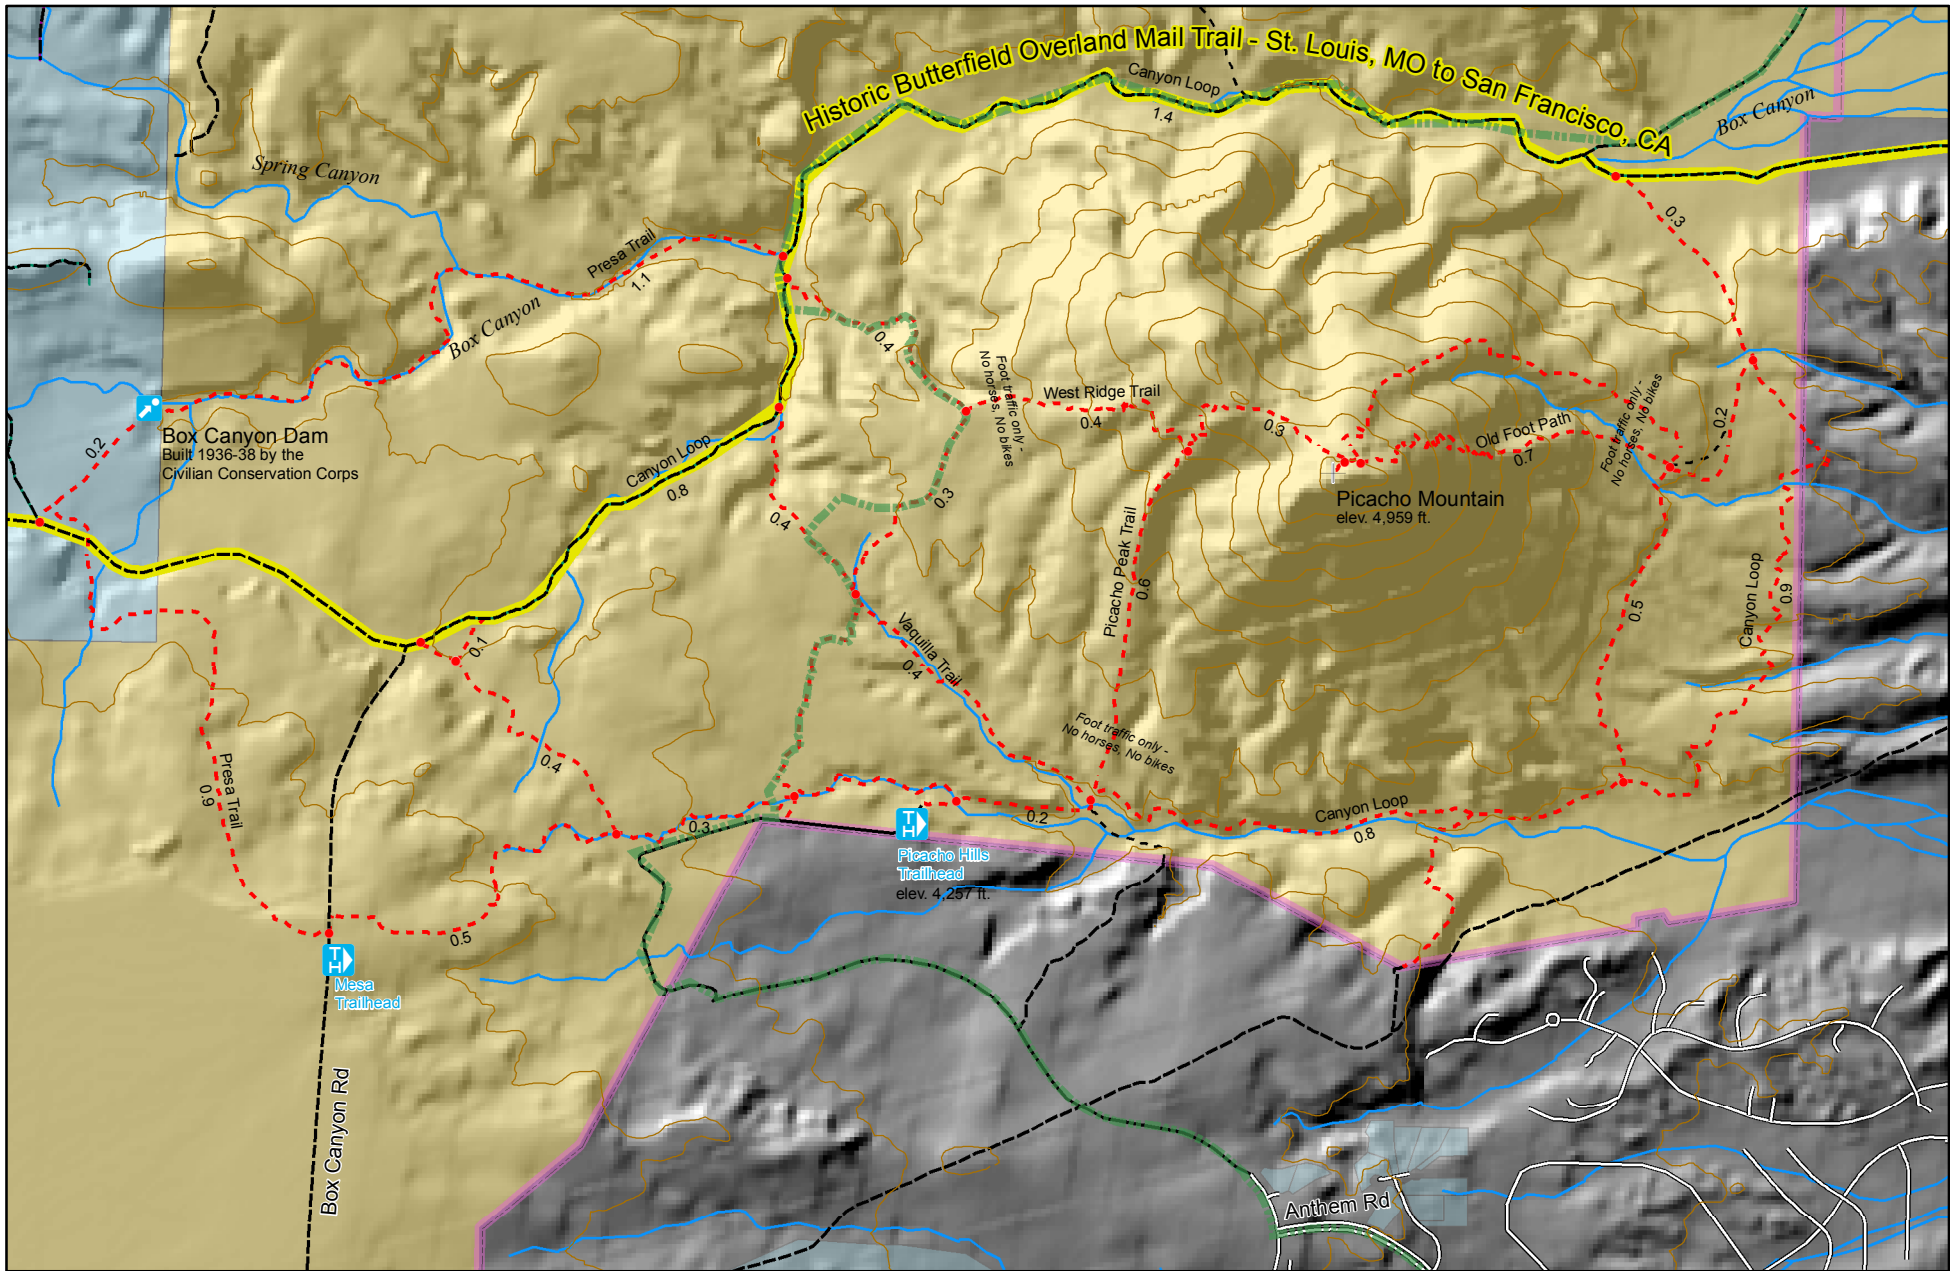 Historic Butterfield Overland Mail Trail - St. Louis, MO to San Francisco, CA
Canyon Loop
1.4
Box Canyon
Spring Canyon
0.3
Presa Trail
1.1
Box Canyon
0.4
Foot traffic only -
No horses, No bikes
West Ridge Trail
0.4
0.3
Old Foot Path
0.7
Foot traffic only -
No horses, No bikes
0.2
Box Canyon Dam
Built 1936-38 by the
Civilian Conservation Corps
0.2
Canyon Loop
0.8
0.4
0.3
Picacho Mountain
elev. 4,959 ft.
Picacho Peak Trail
0.6
0.5
Canyon Loop
0.9
0.1
Vaquilla Trail
0.4
Foot traffic only -
No horses, No bikes
Presa Trail
0.9
0.4
0.3
0.2
Canyon Loop
0.8
TH
Picacho Hills
Trailhead
elev. 4,257 ft.
0.5
TH
Mesa
Trailhead
Box Canyon Rd
Anthem Rd